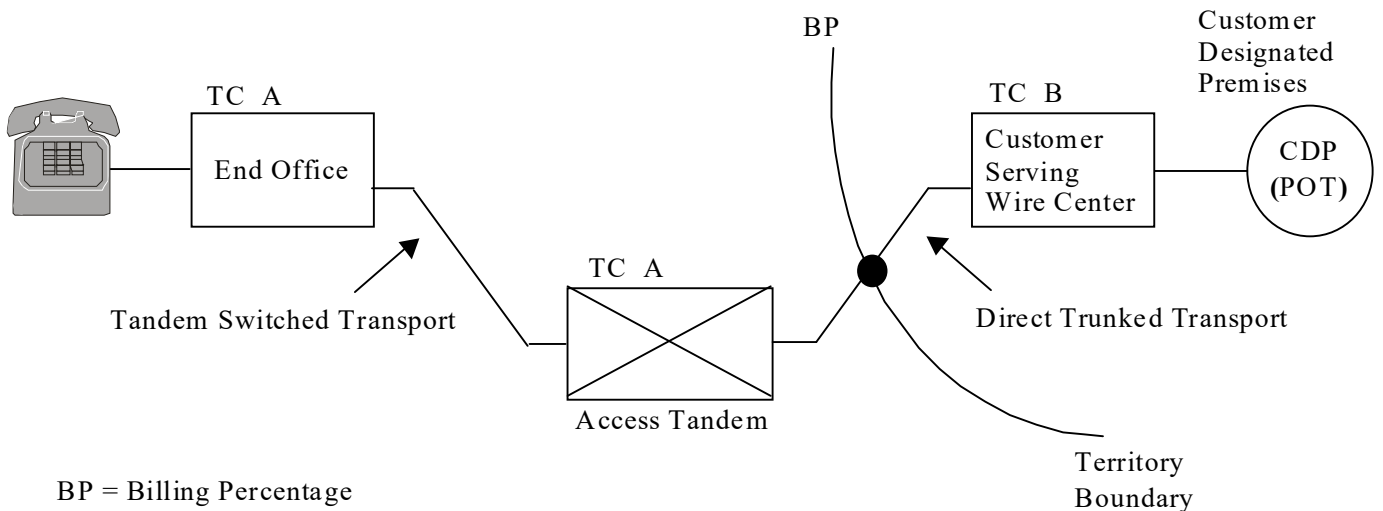 BP
Customer
Designated
Premises
TC A
End Office
TC B
Customer
Serving
Wire Center
CDP
(POT)
TC A
Tandem Switched Transport
Direct Trunked Transport
Access Tandem
Territory
Boundary
BP = Billing Percentage